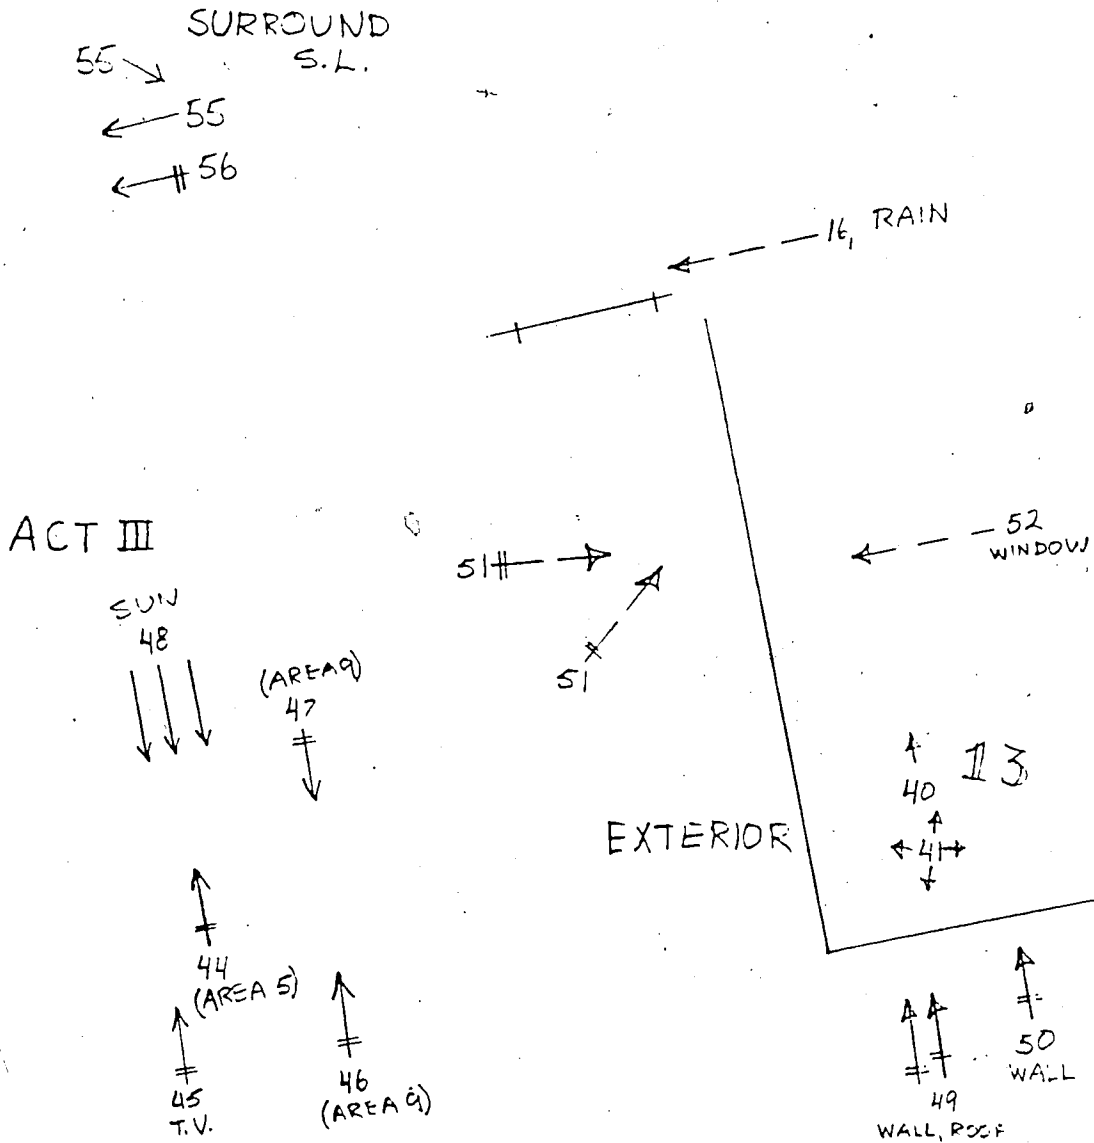 SURROUND
S.L.
55
55
56
16, RAIN
ACT III
51
52
WINDOW
SUN
48
(AREA 9)
47
51
40
13
EXTERIOR
41
44
(AREA 5)
45
T.V.
46
(AREA 9)
50
WALL
49
WALL, ROOF